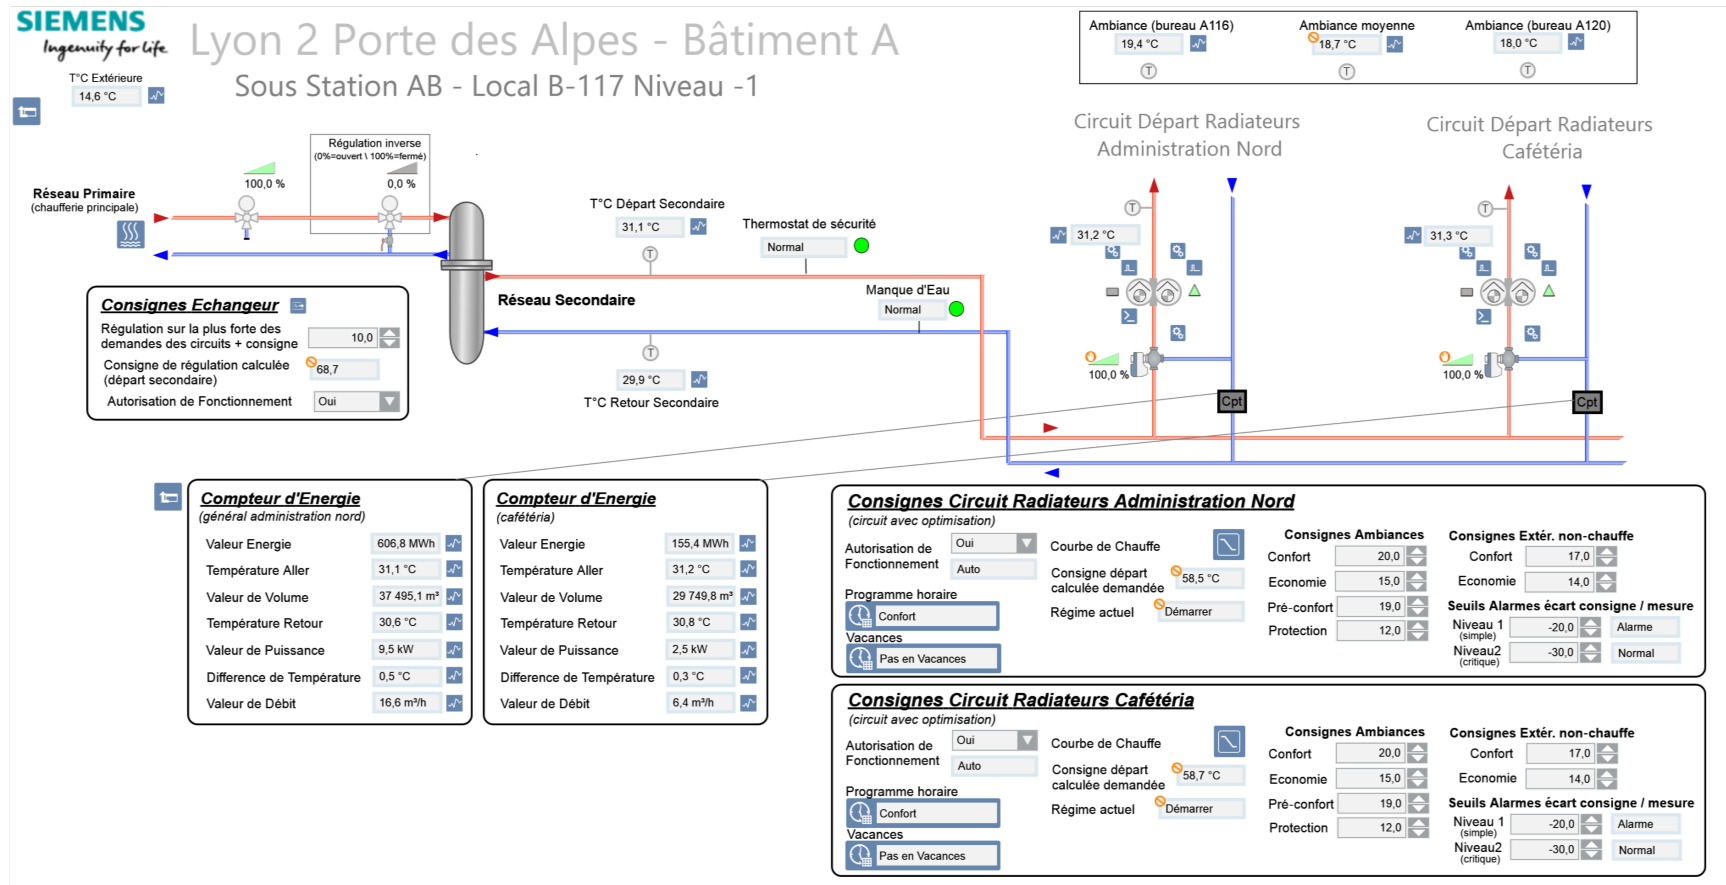 SIEMENS
Ingenuity for life
Lyon 2 Porte des Alpes - Bâtiment A
Sous Station AB - Local B-117 Niveau -1
T°C Extérieure
14,6 °C
Ambiance (bureau A116)
19,4 °C
T
Ambiance moyenne
18,7 °C
T
Ambiance (bureau A120)
18,0 °C
T
Régulation inverse
(0%=ouvert \ 100%=fermé)
100,0 %
0,0 %
Réseau Primaire
(chaufferie principale)
T°C Départ Secondaire
31,1 °C
T
Thermostat de sécurité
Normal
Manque d'Eau
Normal
Réseau Secondaire
T
29,9 °C
T°C Retour Secondaire
Circuit Départ Radiateurs
Administration Nord
T
31,2 °C
100,0 %
Cpt
Circuit Départ Radiateurs
Cafétéria
T
31,3 °C
100,0 %
Cpt
Consignes Echangeur
Régulation sur la plus forte des
demandes des circuits + consigne
10,0
Consigne de régulation calculée
(départ secondaire)
68,7
Autorisation de Fonctionnement
Oui
Compteur d'Energie
(général administration nord)
Valeur Energie 606,8 MWh
Température Aller 31,1 °C
Valeur de Volume 37 495,1 m³
Température Retour 30,6 °C
Valeur de Puissance 9,5 kW
Difference de Température 0,5 °C
Valeur de Débit 16,6 m³/h
Compteur d'Energie
(cafétéria)
Valeur Energie 155,4 MWh
Température Aller 31,2 °C
Valeur de Volume 29 749,8 m³
Température Retour 30,8 °C
Valeur de Puissance 2,5 kW
Difference de Température 0,3 °C
Valeur de Débit 6,4 m³/h
Consignes Circuit Radiateurs Administration Nord
(circuit avec optimisation)
Autorisation de
Fonctionnement
Oui
Auto
Programme horaire
Confort
Vacances
Pas en Vacances
Courbe de Chauffe
Consigne départ
calculée demandée
58,5 °C
Régime actuel
Démarrer
Consignes Ambiances
Confort 20,0
Economie 15,0
Pré-confort 19,0
Protection 12,0
Consignes Extér. non-chauffe
Confort 17,0
Economie 14,0
Seuils Alarmes écart consigne / mesure
Niveau 1
(simple)
-20,0
Alarme
Niveau2
(critique)
-30,0
Normal
Consignes Circuit Radiateurs Cafétéria
(circuit avec optimisation)
Autorisation de
Fonctionnement
Oui
Auto
Programme horaire
Confort
Vacances
Pas en Vacances
Courbe de Chauffe
Consigne départ
calculée demandée
58,7 °C
Régime actuel
Démarrer
Consignes Ambiances
Confort 20,0
Economie 15,0
Pré-confort 19,0
Protection 12,0
Consignes Extér. non-chauffe
Confort 17,0
Economie 14,0
Seuils Alarmes écart consigne / mesure
Niveau 1
(simple)
-20,0
Alarme
Niveau2
(critique)
-30,0
Normal